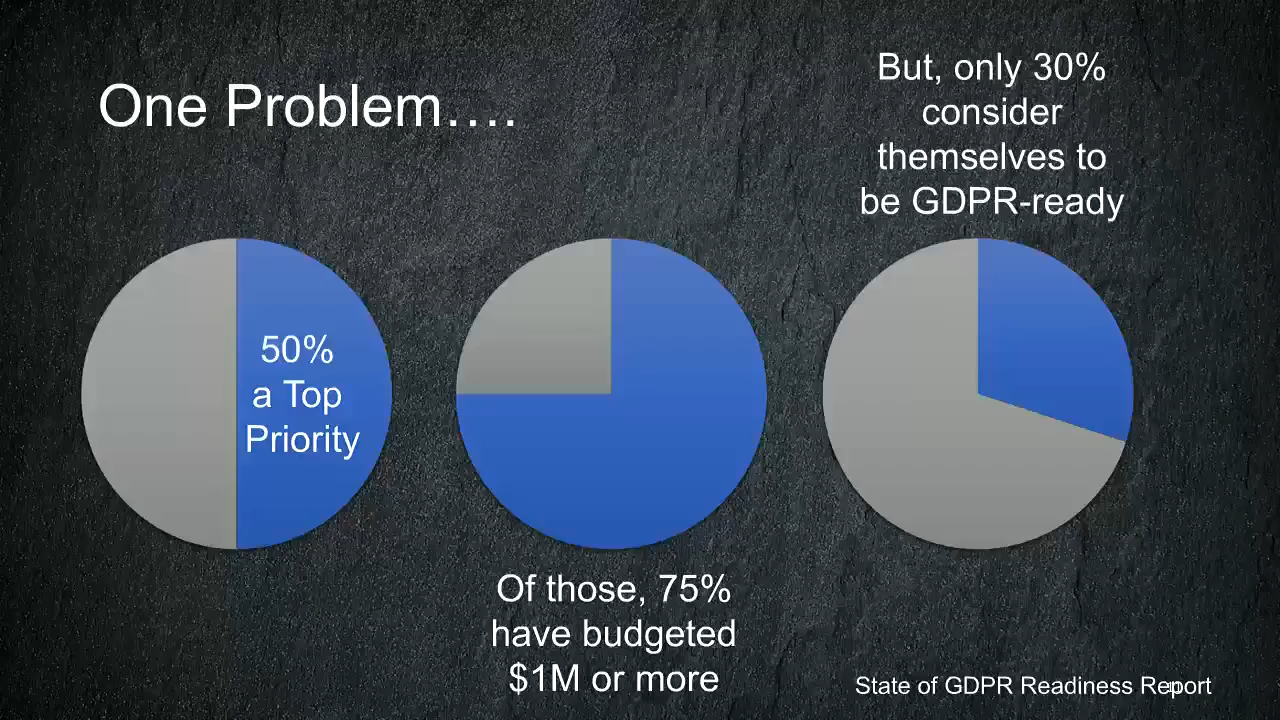 One Problem….
But, only 30%
consider
themselves to
be GDPR-ready
50%
a Top
Priority
Of those, 75%
have budgeted
$1M or more
State of GDPR Readiness Report